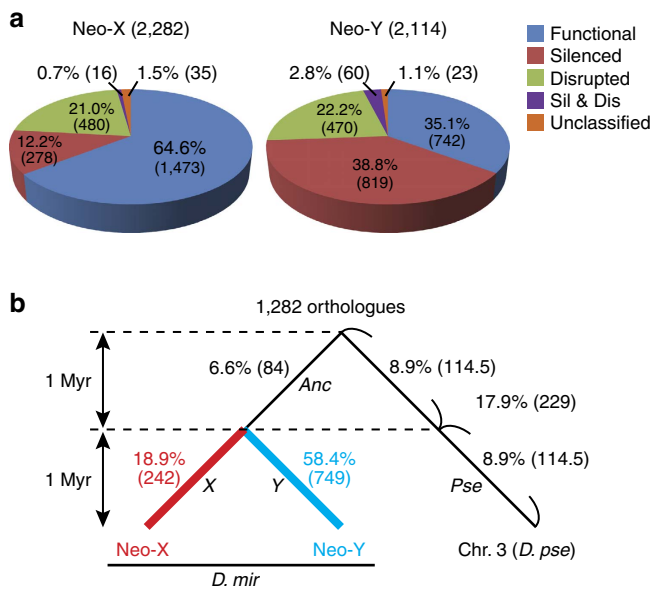 a
Neo-X (2,282)
Neo-Y (2,114)
0.7% (16)
1.5% (35)
21.0%
(480)
12.2%
(278)
64.6%
(1,473)
2.8% (60)
1.1% (23)
22.2%
(470)
35.1%
(742)
38.8%
(819)
Functional
Silenced
Disrupted
Sil & Dis
Unclassified
b
1,282 orthologues
1 Myr
6.6% (84)
Anc
8.9% (114.5)
17.9% (229)
1 Myr
18.9%
(242)
X
Y
58.4%
(749)
8.9% (114.5)
Pse
Neo-X
Neo-Y
Chr. 3 (D. pse)
D. mir